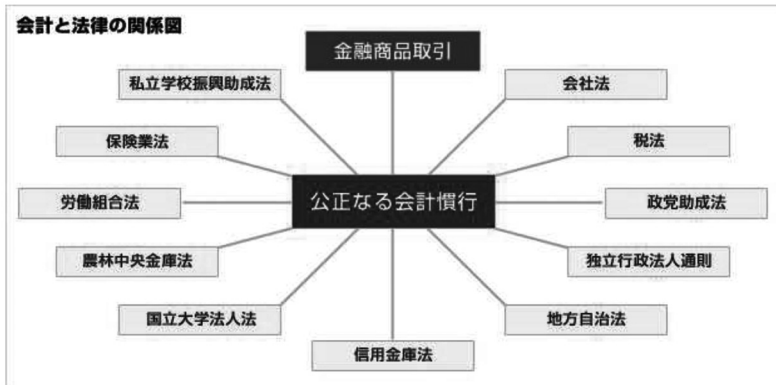 会計と法律の関係図
金融商品取引
私立学校振興助成法
会社法
保険業法
税法
労働組合法
公正なる会計慣行
政党助成法
農林中央金庫法
独立行政法人通則
国立大学法人法
地方自治法
信用金庫法